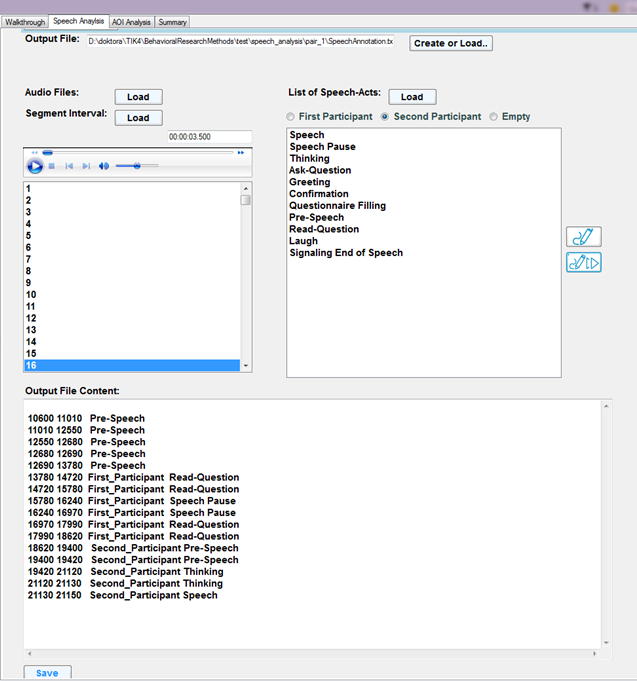 Walkthrough Speech Anaylsis AOI Analysis Summary
Output File: D:\doktora\TIK4\BehavioralResearchMethods\test\speech_analysis\pair_1\SpeechAnnotation.tx Create or Load..
Audio Files: Load
List of Speech-Acts: Load
Segment Interval: Load
First Participant Second Participant Empty
00:00:03.500
Speech
Speech Pause
Thinking
Ask-Question
Greeting
Confirmation
Questionnaire Filling
Pre-Speech
Read-Question
Laugh
Signaling End of Speech
1
2
3
4
5
6
7
8
9
10
11
12
13
14
15
16
Output File Content:
10600 11010 Pre-Speech
11010 12550 Pre-Speech
12550 12680 Pre-Speech
12680 12690 Pre-Speech
12690 13780 Pre-Speech
13780 14720 First_Participant Read-Question
14720 15780 First_Participant Read-Question
15780 16240 First_Participant Speech Pause
16240 16970 First_Participant Speech Pause
16970 17990 First_Participant Read-Question
17990 18620 First_Participant Read-Question
18620 19400 Second_Participant Pre-Speech
19400 19420 Second_Participant Pre-Speech
19420 21120 Second_Participant Thinking
21120 21130 Second_Participant Thinking
21130 21150 Second_Participant Speech
Save